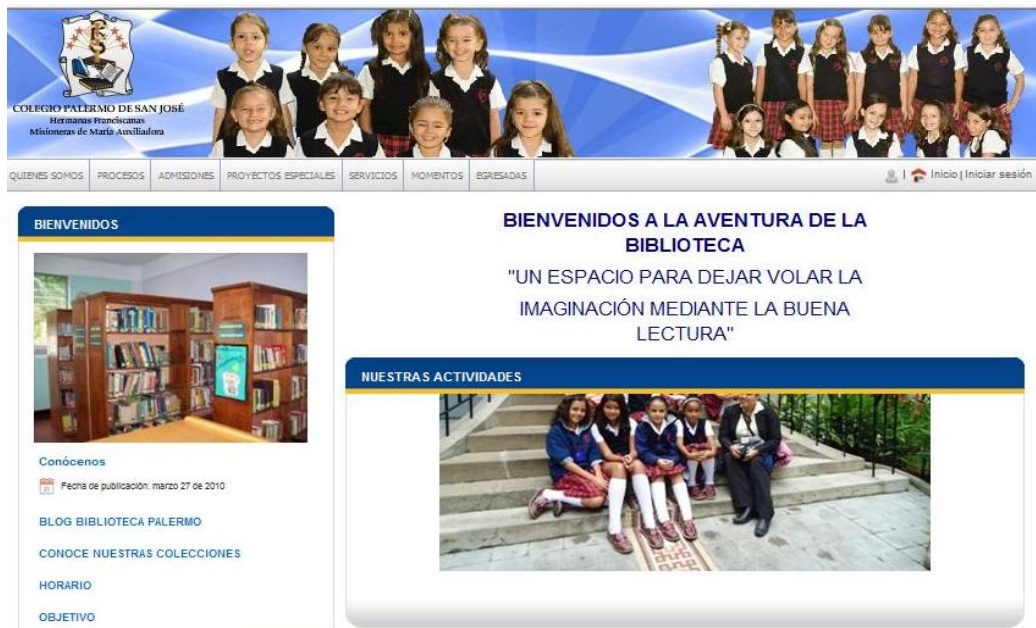 COLEGIO PALERMO DE SAN JOSÉ
Hermanas Franciscanas
Misioneras de María Auxiliadora
QUIENES SOMOS PROCESOS ADMISIONES PROYECTOS ESPECIALES SERVICIOS MOMENTOS EGRESADAS | Inicio | Iniciar sesión
BIENVENIDOS
Conócenos
Fecha de publicación: marzo 27 de 2010
BLOG BIBLIOTECA PALERMO
CONOCE NUESTRAS COLECCIONES
HORARIO
OBJETIVO
BIENVENIDOS A LA AVENTURA DE LA
BIBLIOTECA
"UN ESPACIO PARA DEJAR VOLAR LA
IMAGINACIÓN MEDIANTE LA BUENA
LECTURA"
NUESTRAS ACTIVIDADES